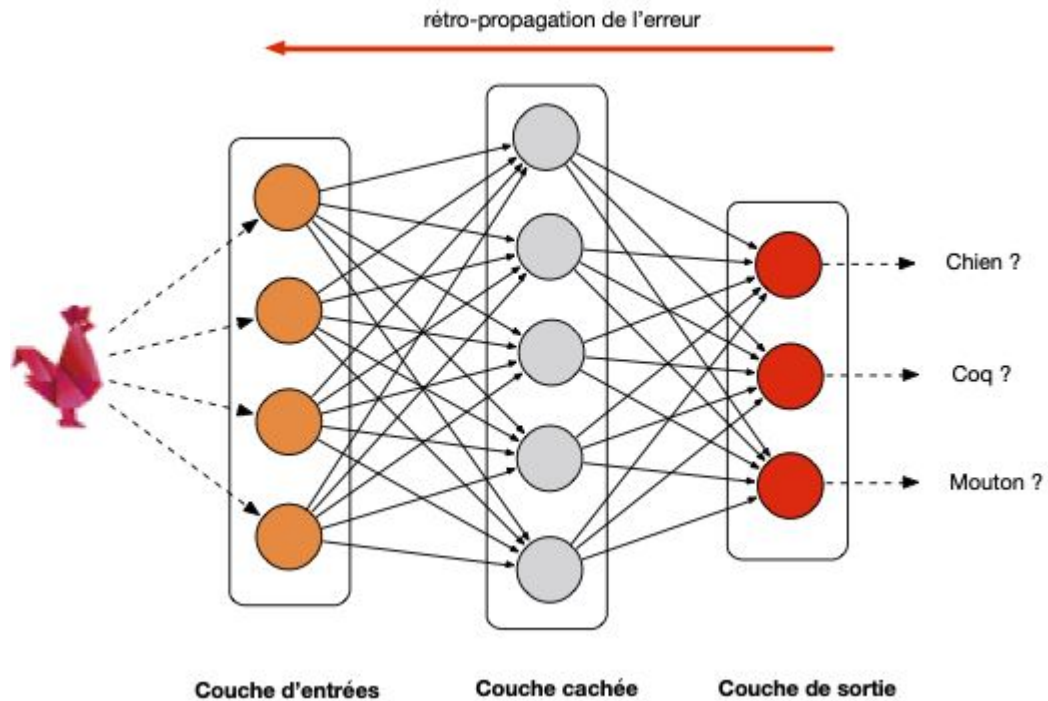 rétro-propagation de l'erreur
Chien ?
Coq ?
Mouton ?
Couche d'entrées
Couche cachée
Couche de sortie